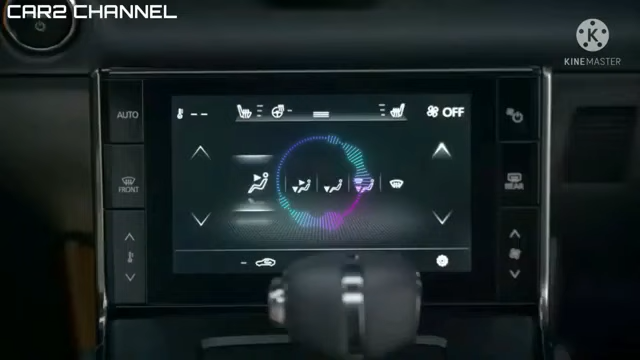 CAR2 CHANNEL
K
KINEMASTER
AUTO
-- OFF
FRONT
REAR